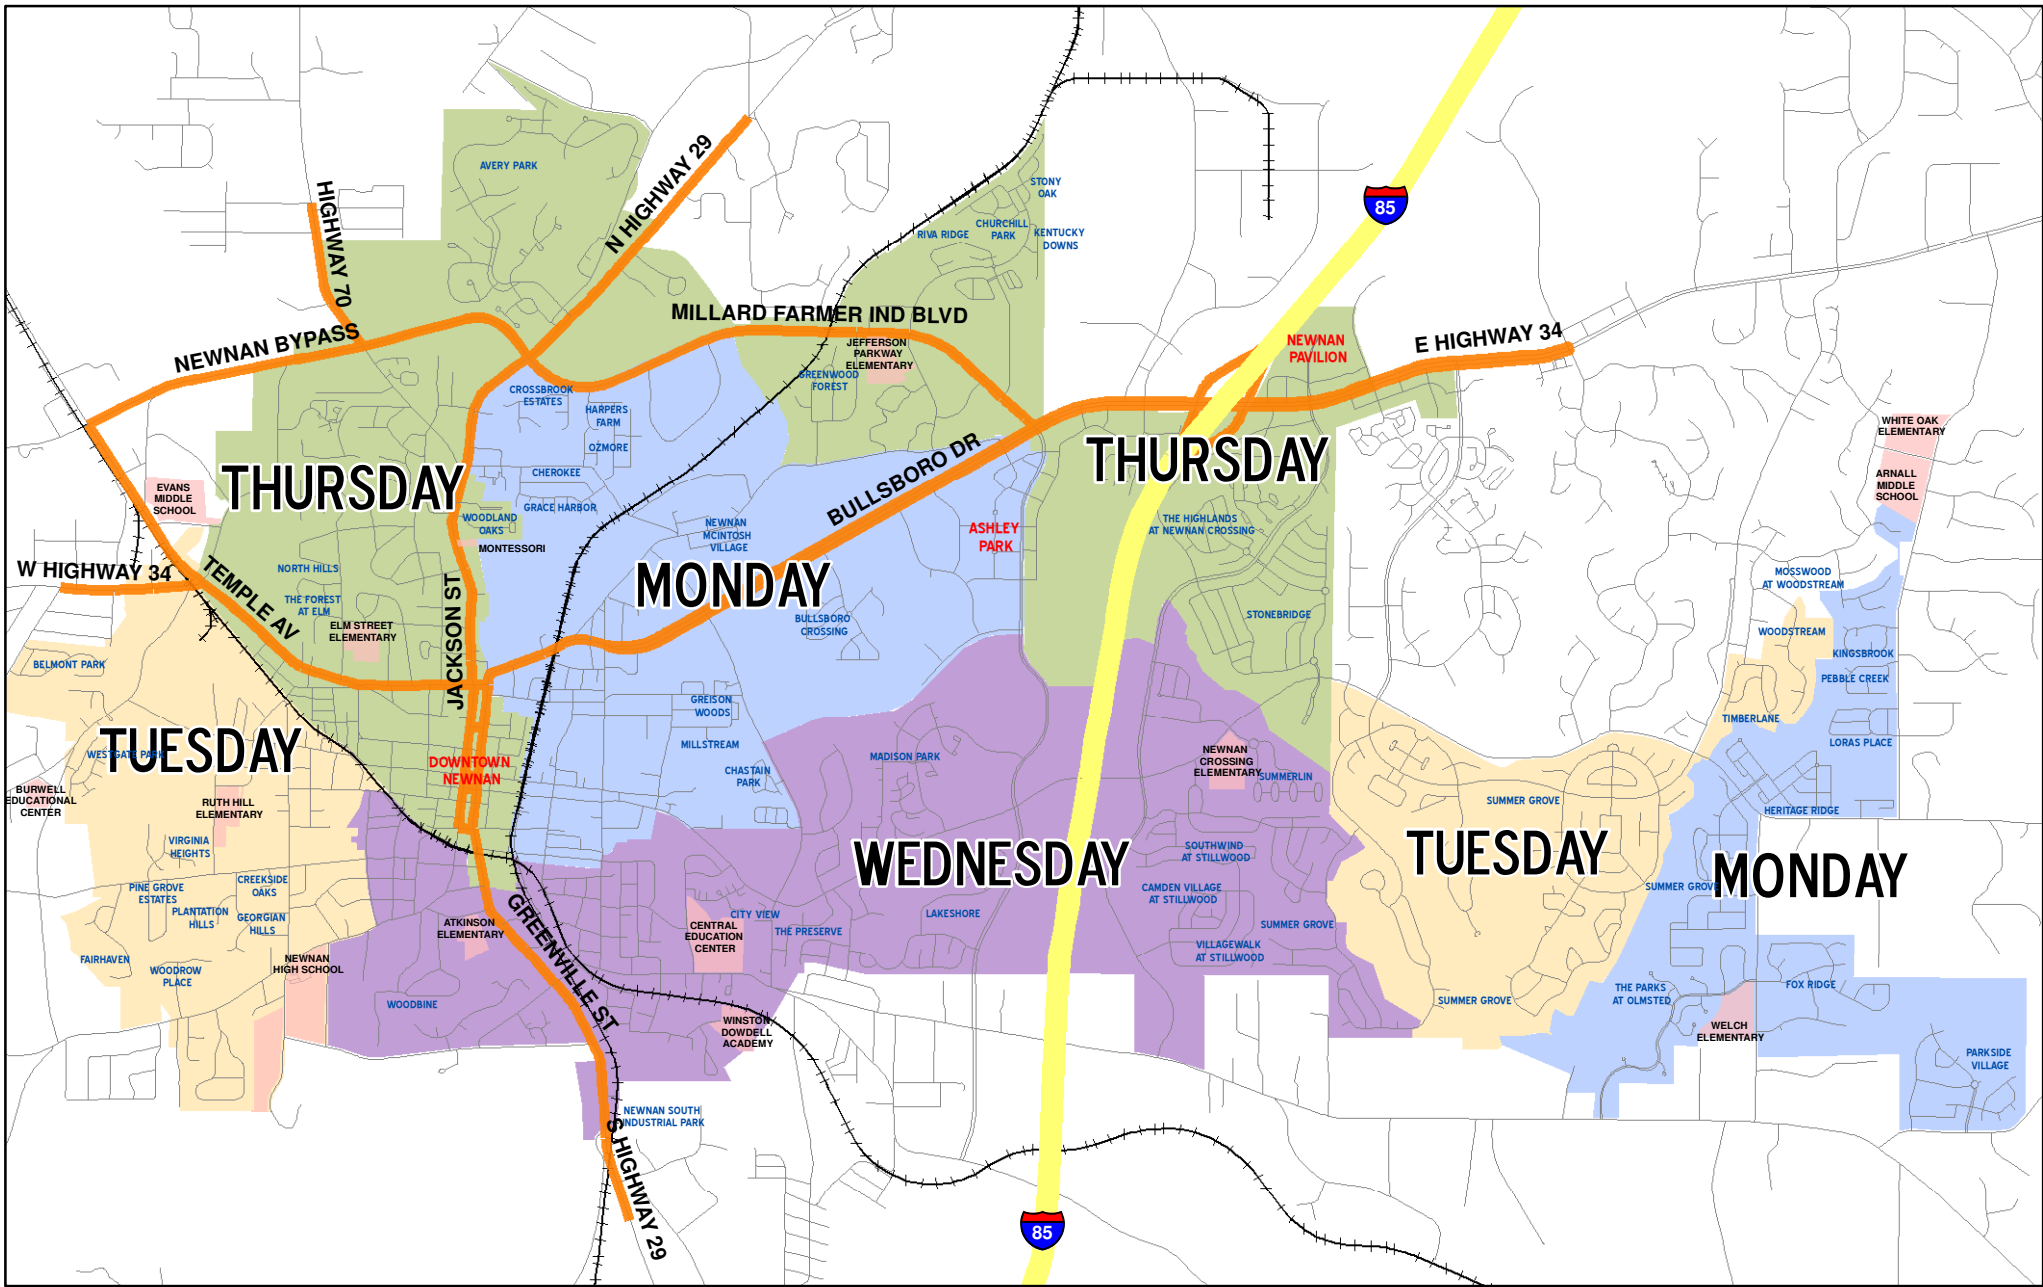 AVERY PARK
N HIGHWAY 29
STONY
OAK
HIGHWAY 70
85
RIVA RIDGE
CHURCHILL
PARK
KENTUCKY
DOWNS
MILLARD FARMER IND BLVD
NEWNAN BYPASS
JEFFERSON
PARKWAY
ELEMENTARY
GREENWOOD
FOREST
NEWNAN
PAVILION
E HIGHWAY 34
CROSSBROOK
ESTATES
HARPERS
FARM
OZMORE
CHEROKEE
GRACE HARBOR
WHITE OAK
ELEMENTARY
ARNALL
MIDDLE
SCHOOL
THURSDAY
THURSDAY
EVANS
MIDDLE
SCHOOL
BULLSBORO DR
WOODLAND
OAKS
MONTESSORI
NEWNAN
MCINTOSH
VILLAGE
ASHLEY
PARK
THE HIGHLANDS
AT NEWNAN CROSSING
W HIGHWAY 34
TEMPLE AV
NORTH HILLS
THE FOREST
AT ELM
ELM STREET
ELEMENTARY
JACKSON ST
MONDAY
BULLSBORO
CROSSING
STONEBRIDGE
MOSSWOOD
AT WOODSTREAM
WOODSTREAM
KINGSBROOK
PEBBLE CREEK
TIMBERLANE
LORAS PLACE
BELMONT PARK
GREISON
WOODS
MILLSTREAM
CHASTAIN
PARK
TUESDAY
WESTGATE PARK
DOWNTOWN
NEWNAN
MADISON PARK
NEWNAN
CROSSING
ELEMENTARY
SUMMERLIN
SUMMER GROVE
HERITAGE RIDGE
BURWELL
EDUCATIONAL
CENTER
RUTH HILL
ELEMENTARY
VIRGINIA
HEIGHTS
WEDNESDAY
SOUTHWIND
AT STILLWOOD
TUESDAY
MONDAY
SUMMER GROVE
PINE GROVE
ESTATES
CREEKSIDE
OAKS
PLANTATION
HILLS
GEORGIAN
HILLS
CAMDEN VILLAGE
AT STILLWOOD
ATKINSON
ELEMENTARY
GREENVILLE ST
CENTRAL
EDUCATION
CENTER
CITY VIEW
THE PRESERVE
LAKESHORE
SUMMER GROVE
VILLAGEWALK
AT STILLWOOD
FAIRHAVEN
WOODROW
PLACE
NEWNAN
HIGH SCHOOL
WOODBINE
SUMMER GROVE
THE PARKS
AT OLMSTED
FOX RIDGE
WINSTON
DOWDELL
ACADEMY
WELCH
ELEMENTARY
PARKSIDE
VILLAGE
NEWNAN SOUTH
INDUSTRIAL PARK
S HIGHWAY 29
85